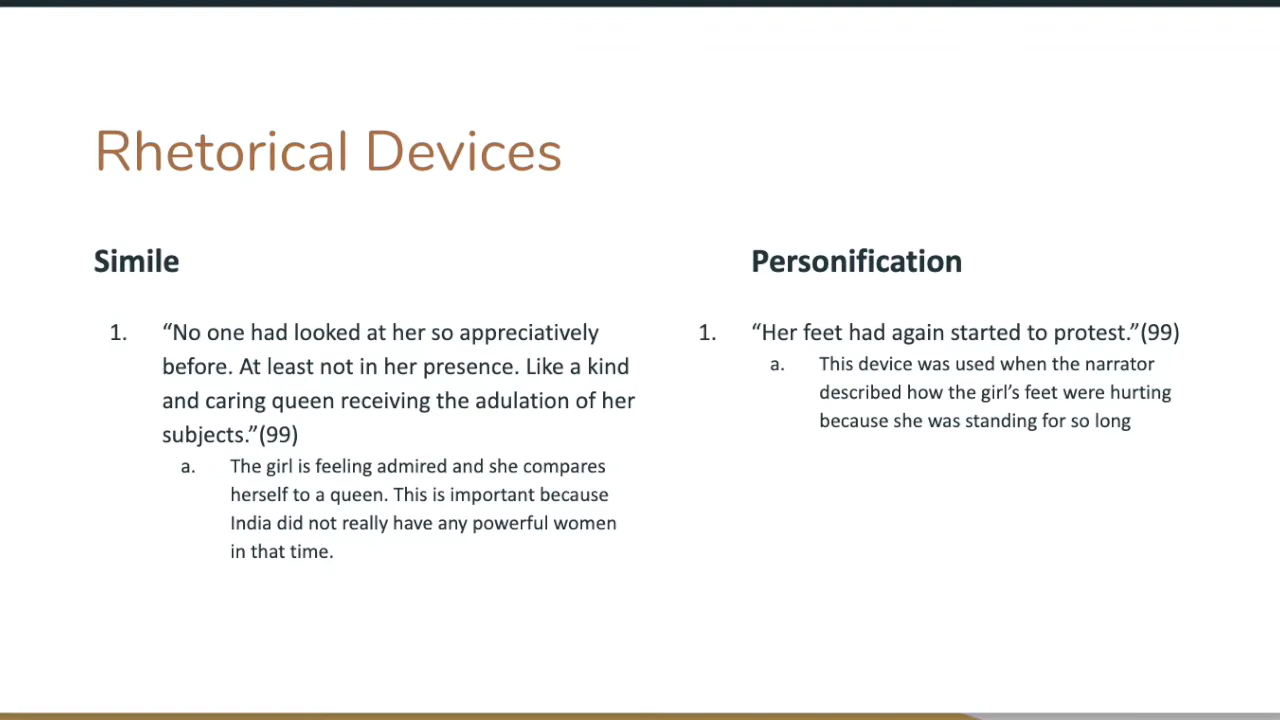 Rhetorical Devices
Simile
1. “No one had looked at her so appreciatively
before. At least not in her presence. Like a kind
and caring queen receiving the adulation of her
subjects.”(99)
a. The girl is feeling admired and she compares
herself to a queen. This is important because
India did not really have any powerful women
in that time.
Personification
1. “Her feet had again started to protest.”(99)
a. This device was used when the narrator
described how the girl’s feet were hurting
because she was standing for so long